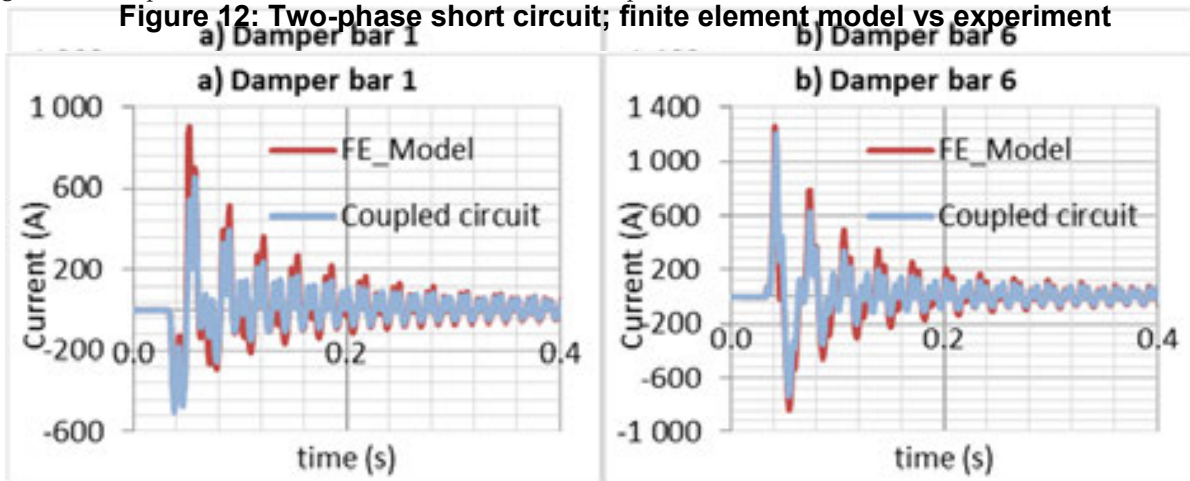 Figure 12: Two-phase short circuit; finite element model vs experiment
a) Damper bar 1
b) Damper bar 6
a) Damper bar 1
b) Damper bar 6
1 000
600
200
-200
-600
Current (A)
FE_Model
Coupled circuit
0.0
0.2
0.4
time (s)
1 400
1 000
600
200
-200
-600
-1 000
Current (A)
FE_Model
Coupled circuit
0.0
0.2
0.4
time (s)